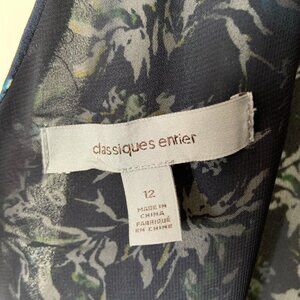 classiques entier
12
MADE IN
CHINA
FABRIQUÉ
EN CHINE